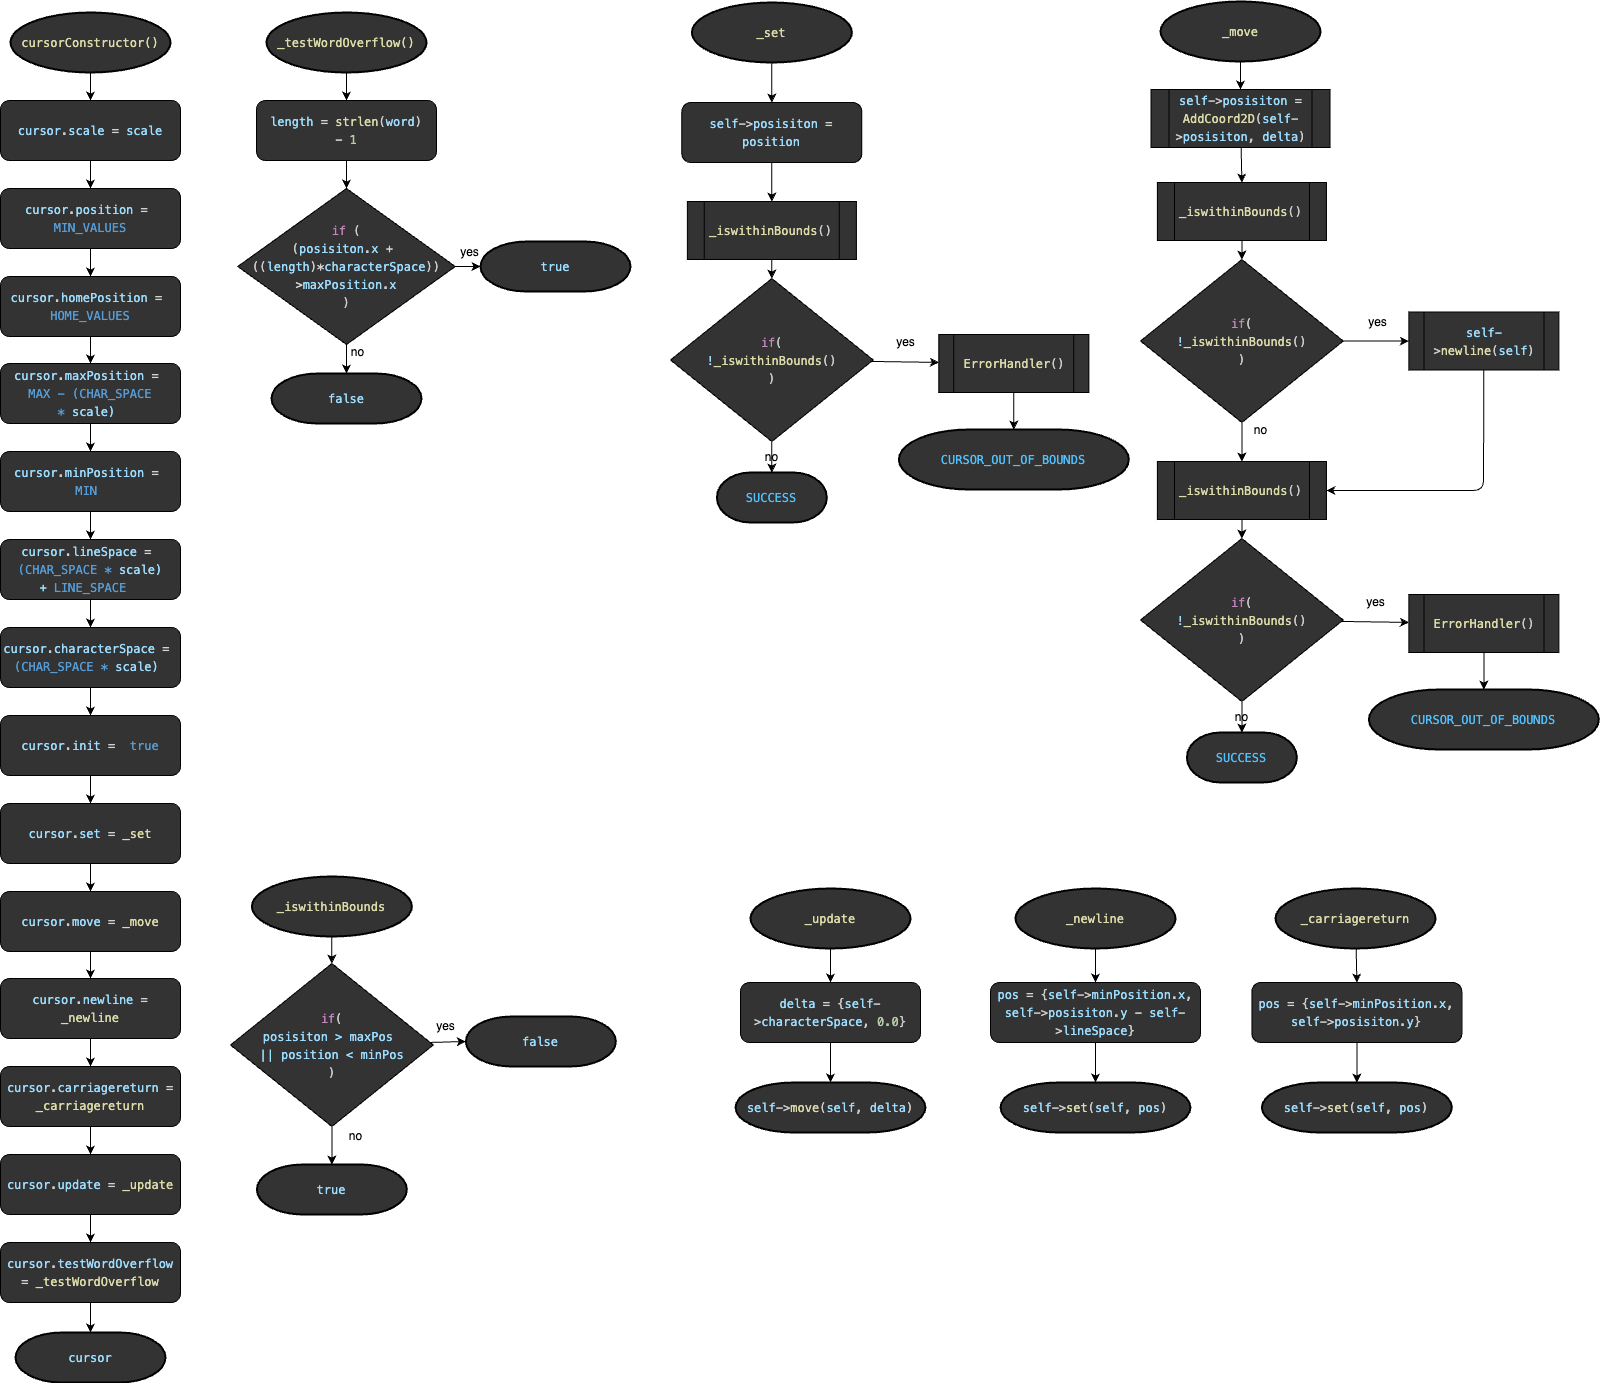 cursorConstructor()
cursor.scale = scale
cursor.position =
MIN_VALUES
cursor.homePosition =
HOME_VALUES
cursor.maxPosition =
MAX - (CHAR_SPACE
* scale)
cursor.minPosition =
MIN
cursor.lineSpace =
(CHAR_SPACE * scale)
+ LINE_SPACE
cursor.characterSpace =
(CHAR_SPACE * scale)
cursor.init = true
cursor.set = _set
cursor.move = _move
cursor.newline =
_newline
cursor.carriagereturn =
_carriagereturn
cursor.update = _update
cursor.testWordOverflow
= _testWordOverflow
cursor
_testWordOverflow()
length = strlen(word)
- 1
if (
(posisiton.x +
((length)*characterSpace))
>maxPosition.x
)
yes
true
no
false
_set
self->posisiton =
position
_iswithinBounds()
if(
!_iswithinBounds()
)
yes
ErrorHandler()
CURSOR_OUT_OF_BOUNDS
no
SUCCESS
_move
self->posisiton =
AddCoord2D(self-
>posisiton, delta)
_iswithinBounds()
if(
!_iswithinBounds()
)
yes
self-
>newline(self)
no
_iswithinBounds()
if(
!_iswithinBounds()
)
yes
ErrorHandler()
CURSOR_OUT_OF_BOUNDS
no
SUCCESS
_iswithinBounds
if(
posisiton > maxPos
|| position < minPos
)
yes
false
no
true
_update
delta = {self-
>characterSpace, 0.0}
self->move(self, delta)
_newline
pos = {self->minPosition.x,
self->posisiton.y - self-
>lineSpace}
self->set(self, pos)
_carriagereturn
pos = {self->minPosition.x,
self->posisiton.y}
self->set(self, pos)